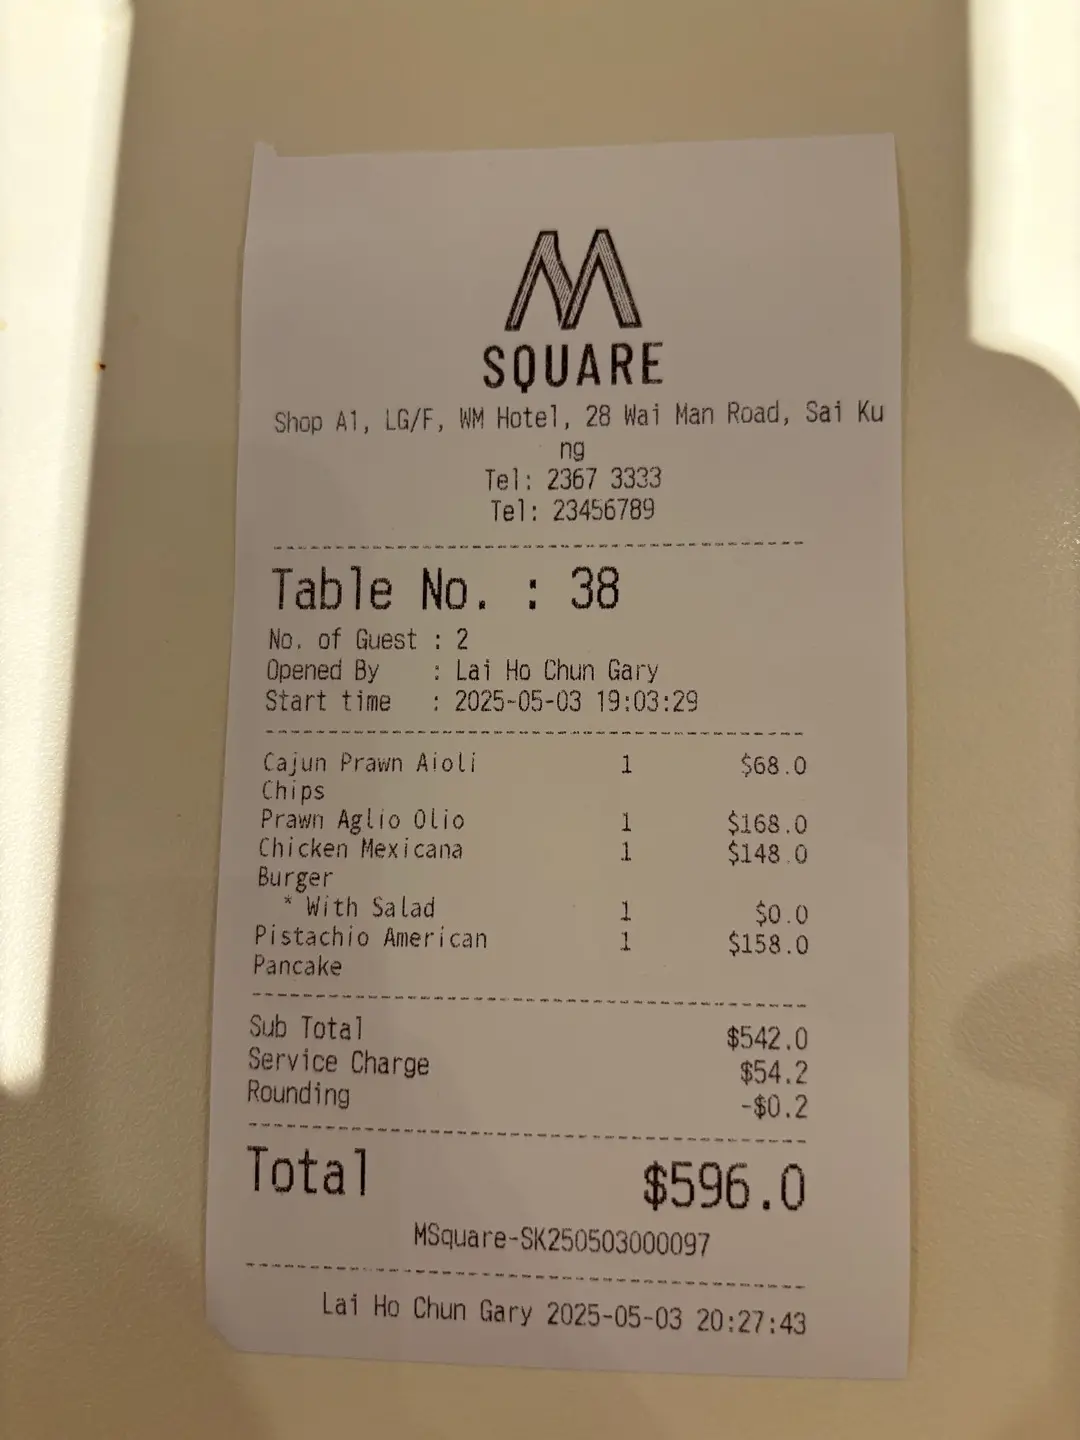 M
SQUARE
Shop A1, LG/F, WM Hotel, 28 Wai Man Road, Sai Ku
ng
Tel: 2367 3333
Tel: 23456789
Table No. : 38
No. of Guest : 2
Opened By : Lai Ho Chun Gary
Start time : 2025-05-03 19:03:29
Cajun Prawn Aioli 1 $68.0
Chips
Prawn Aglio Olio 1 $168.0
Chicken Mexicana 1 $148.0
Burger
* With Salad 1 $0.0
Pistachio American 1 $158.0
Pancake
Sub Total $542.0
Service Charge $54.2
Rounding -$0.2
Total $596.0
MSquare-SK250503000097
Lai Ho Chun Gary 2025-05-03 20:27:43